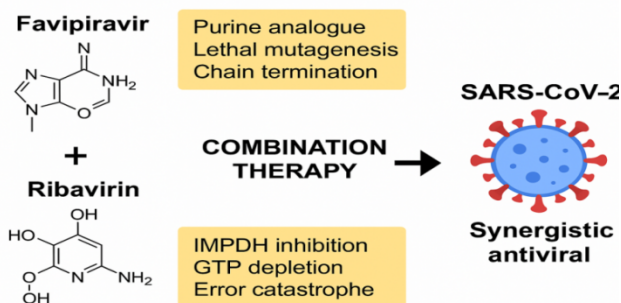 Favipiravir
N
NH₂
N
N
O
+
Ribavirin
OH
HO
O
OH
N
NH₂
Purine analogue
Lethal mutagenesis
Chain termination
COMBINATION
THERAPY
IMPDH inhibition
GTP depletion
Error catastrophe
SARS-CoV-2
Synergistic
antiviral